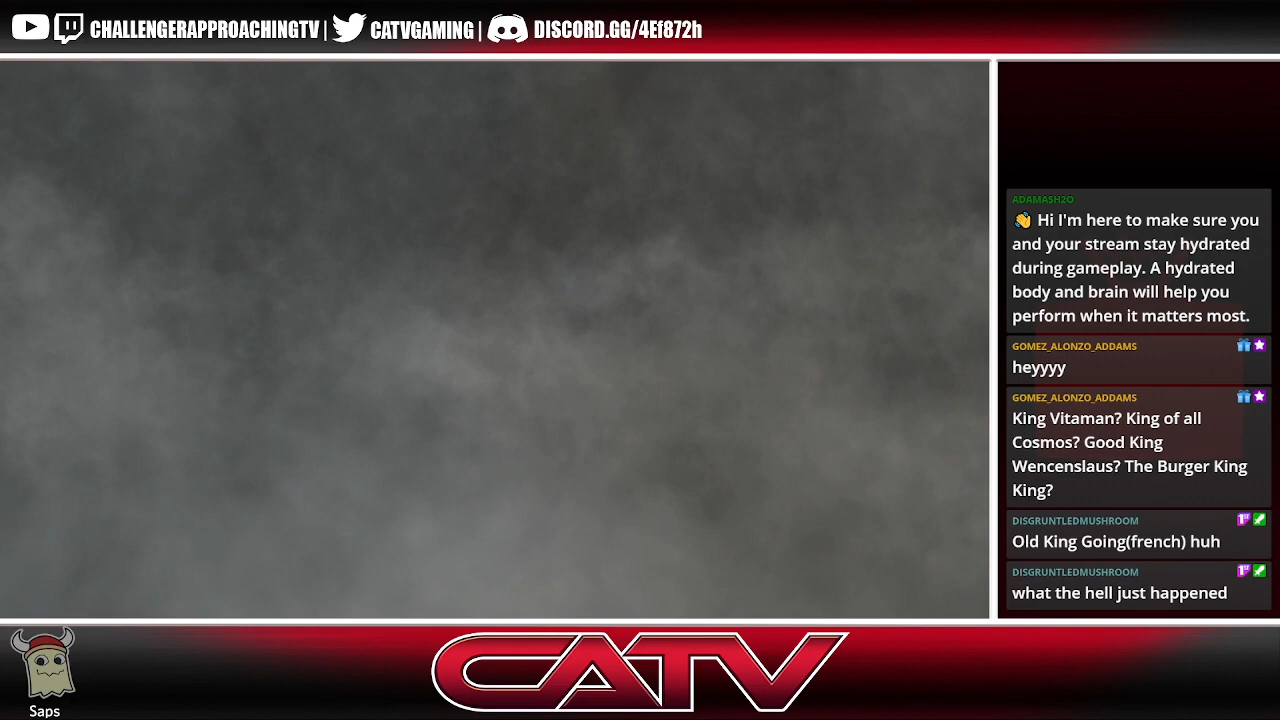 CHALLENGERAPPROACHINGTV | CATVGAMING | DISCORD.GG/4Ef872h
ADAMASH2O
👋 Hi I'm here to make sure you
and your stream stay hydrated
during gameplay. A hydrated
body and brain will help you
perform when it matters most.
GOMEZ_ALONZO_ADDAMS
heyyyy
GOMEZ_ALONZO_ADDAMS
King Vitaman? King of all
Cosmos? Good King
Wencenslaus? The Burger King
King?
DISGRUNTLEDMUSHROOM
Old King Going(french) huh
DISGRUNTLEDMUSHROOM
what the hell just happened
CATV
Saps